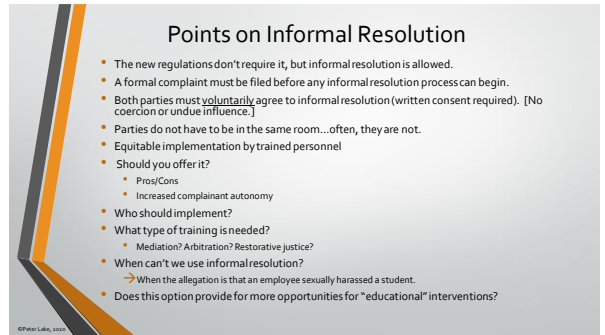 Points on Informal Resolution
• The new regulations don't require it, but informal resolution is allowed.
• A formal complaint must be filed before any informal resolution process can begin.
• Both parties must voluntarily agree to informal resolution (written consent required). [No
coercion or undue influence.]
• Parties do not have to be in the same room…often, they are not.
• Equitable implementation by trained personnel
• Should you offer it?
• Pros/Cons
• Increased complainant autonomy
• Who should implement?
• What type of training is needed?
• Mediation? Arbitration? Restorative justice?
• When can't we use informal resolution?
→ When the allegation is that an employee sexually harassed a student.
• Does this option provide for more opportunities for "educational" interventions?
©Peter Lake, 2020